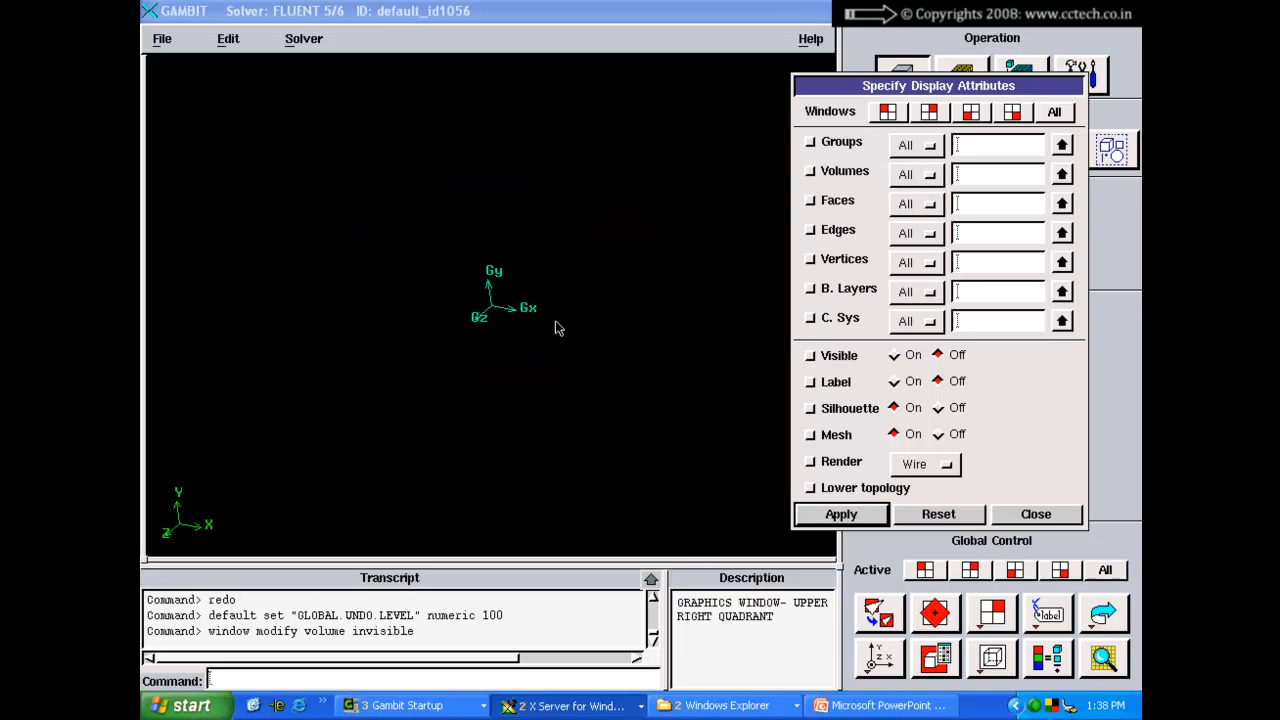 GAMBIT Solver: FLUENT 5/6 ID: default_id1056
© Copyrights 2008: www.cctech.co.in
File Edit Solver Help
Operation
Specify Display Attributes
Windows All
Groups All
Volumes All
Faces All
Edges All
Vertices All
B. Layers All
C. Sys All
Visible On Off
Label On Off
Silhouette On Off
Mesh On Off
Render Wire
Lower topology
Apply Reset Close
Gy
Gx
Gz
Y
X
Z
Global Control
Active All
label
Y
Z X
Transcript
Command> redo
Command> default set "GLOBAL.UNDO.LEVEL" numeric 100
Command> window modify volume invisible
Command:
Description
GRAPHICS WINDOW- UPPER
RIGHT QUADRANT
start
3 Gambit Startup
2 X Server for Wind...
2 Windows Explorer
Microsoft PowerPoint ...
1:38 PM